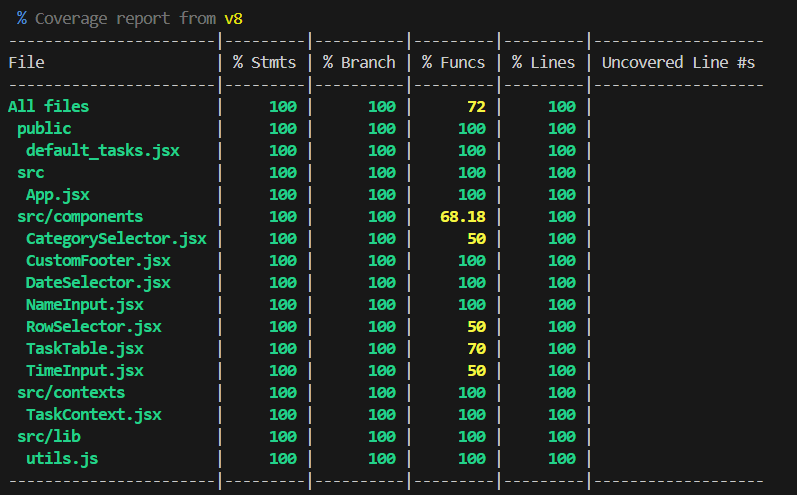 % Coverage report from v8
-----------------------|---------|----------|---------|---------|-------------------
File                   | % Stmts | % Branch | % Funcs | % Lines | Uncovered Line #s
-----------------------|---------|----------|---------|---------|-------------------
All files              |     100 |      100 |      72 |     100 |
 public                |     100 |      100 |     100 |     100 |
  default_tasks.jsx    |     100 |      100 |     100 |     100 |
 src                   |     100 |      100 |     100 |     100 |
  App.jsx              |     100 |      100 |     100 |     100 |
 src/components        |     100 |      100 |   68.18 |     100 |
  CategorySelector.jsx |     100 |      100 |      50 |     100 |
  CustomFooter.jsx     |     100 |      100 |     100 |     100 |
  DateSelector.jsx     |     100 |      100 |     100 |     100 |
  NameInput.jsx        |     100 |      100 |     100 |     100 |
  RowSelector.jsx      |     100 |      100 |      50 |     100 |
  TaskTable.jsx        |     100 |      100 |      70 |     100 |
  TimeInput.jsx        |     100 |      100 |      50 |     100 |
 src/contexts          |     100 |      100 |     100 |     100 |
  TaskContext.jsx      |     100 |      100 |     100 |     100 |
 src/lib               |     100 |      100 |     100 |     100 |
  utils.js             |     100 |      100 |     100 |     100 |
-----------------------|---------|----------|---------|---------|-------------------